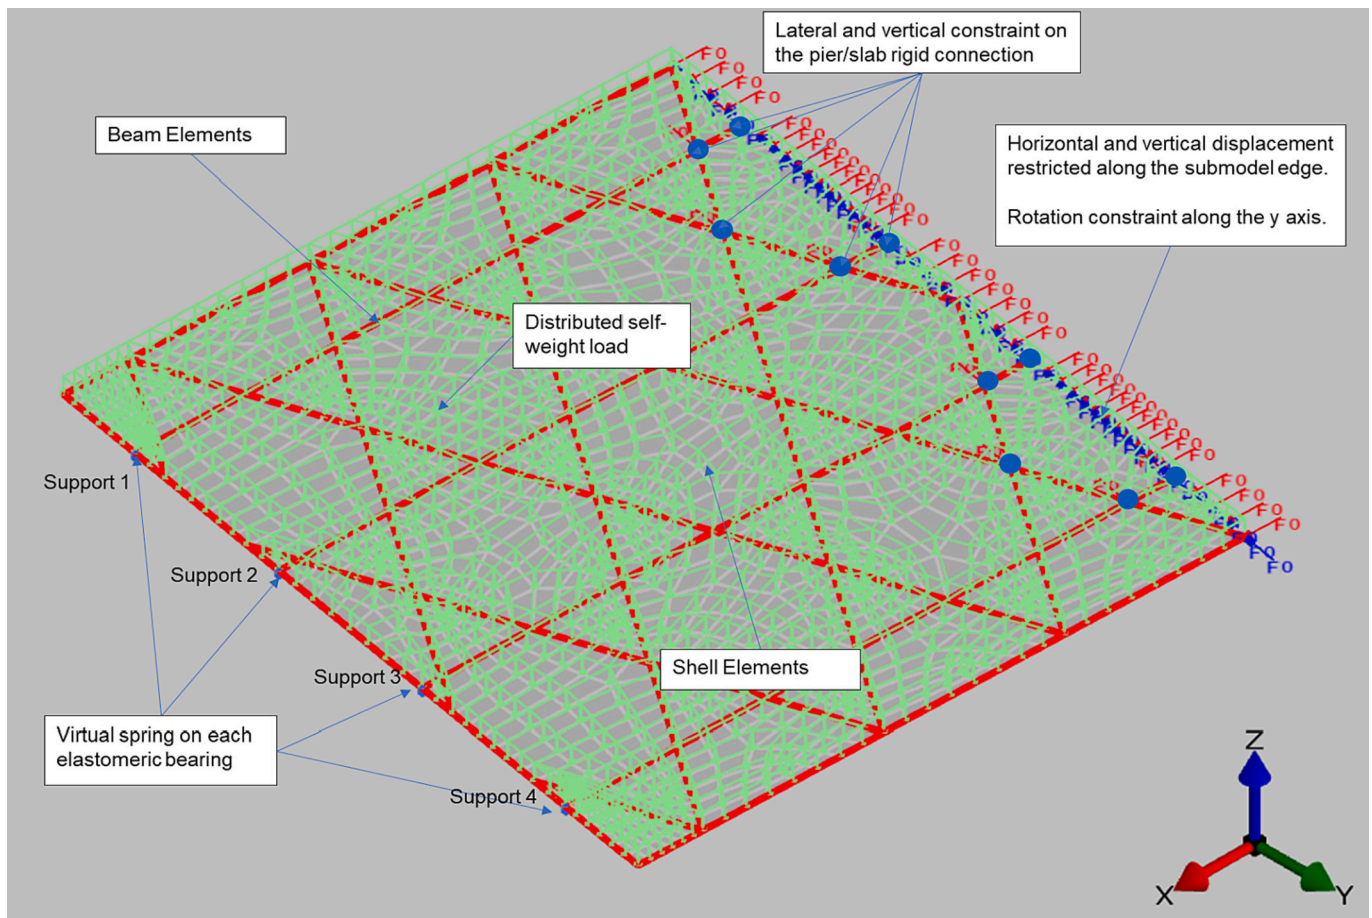 Lateral and vertical constraint on
the pier/slab rigid connection
Beam Elements
Horizontal and vertical displacement
restricted along the submodel edge.
Rotation constraint along the y axis.
Distributed self-
weight load
Support 1
Support 2
Support 3
Support 4
Shell Elements
Virtual spring on each
elastomeric bearing
Z
X
Y